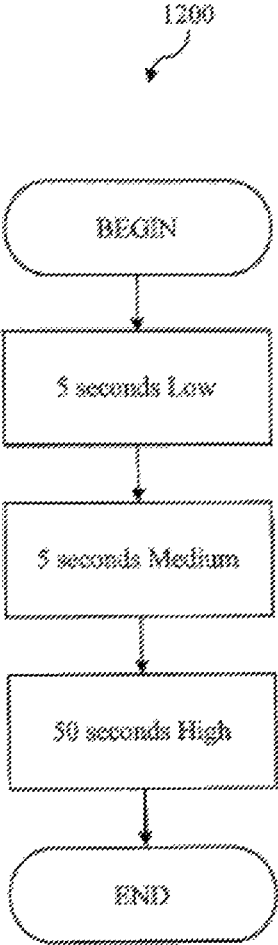 1200
BEGIN
5 seconds Low
5 seconds Medium
50 seconds High
END